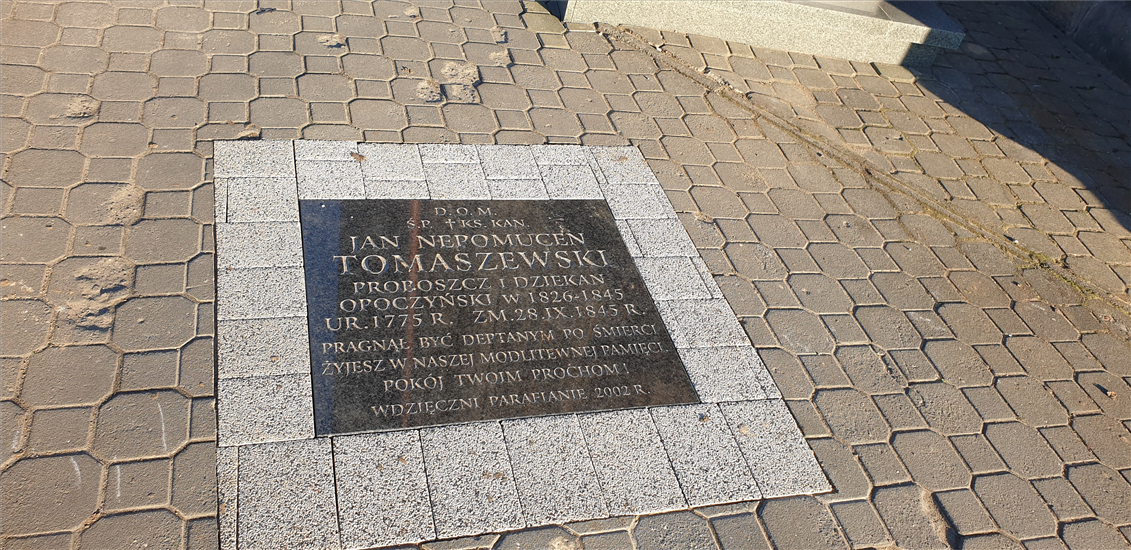 D. O. M.
Ś.P. ✝ KS. KAN.
JAN NEPOMUCEN
TOMASZEWSKI
PROBOSZCZ I DZIEKAN
OPOCZYŃSKI W 1826-1845.
UR. 1775 R. ZM. 28 IX. 1845 R.
PRAGNĄŁ BYĆ DEPTANYM PO ŚMIERCI
ŻYJESZ W NASZEJ MODLITEWNEJ PAMIĘCI
POKÓJ TWOIM PROCHOM!
WDZIĘCZNI PARAFIANIE 2002 R.